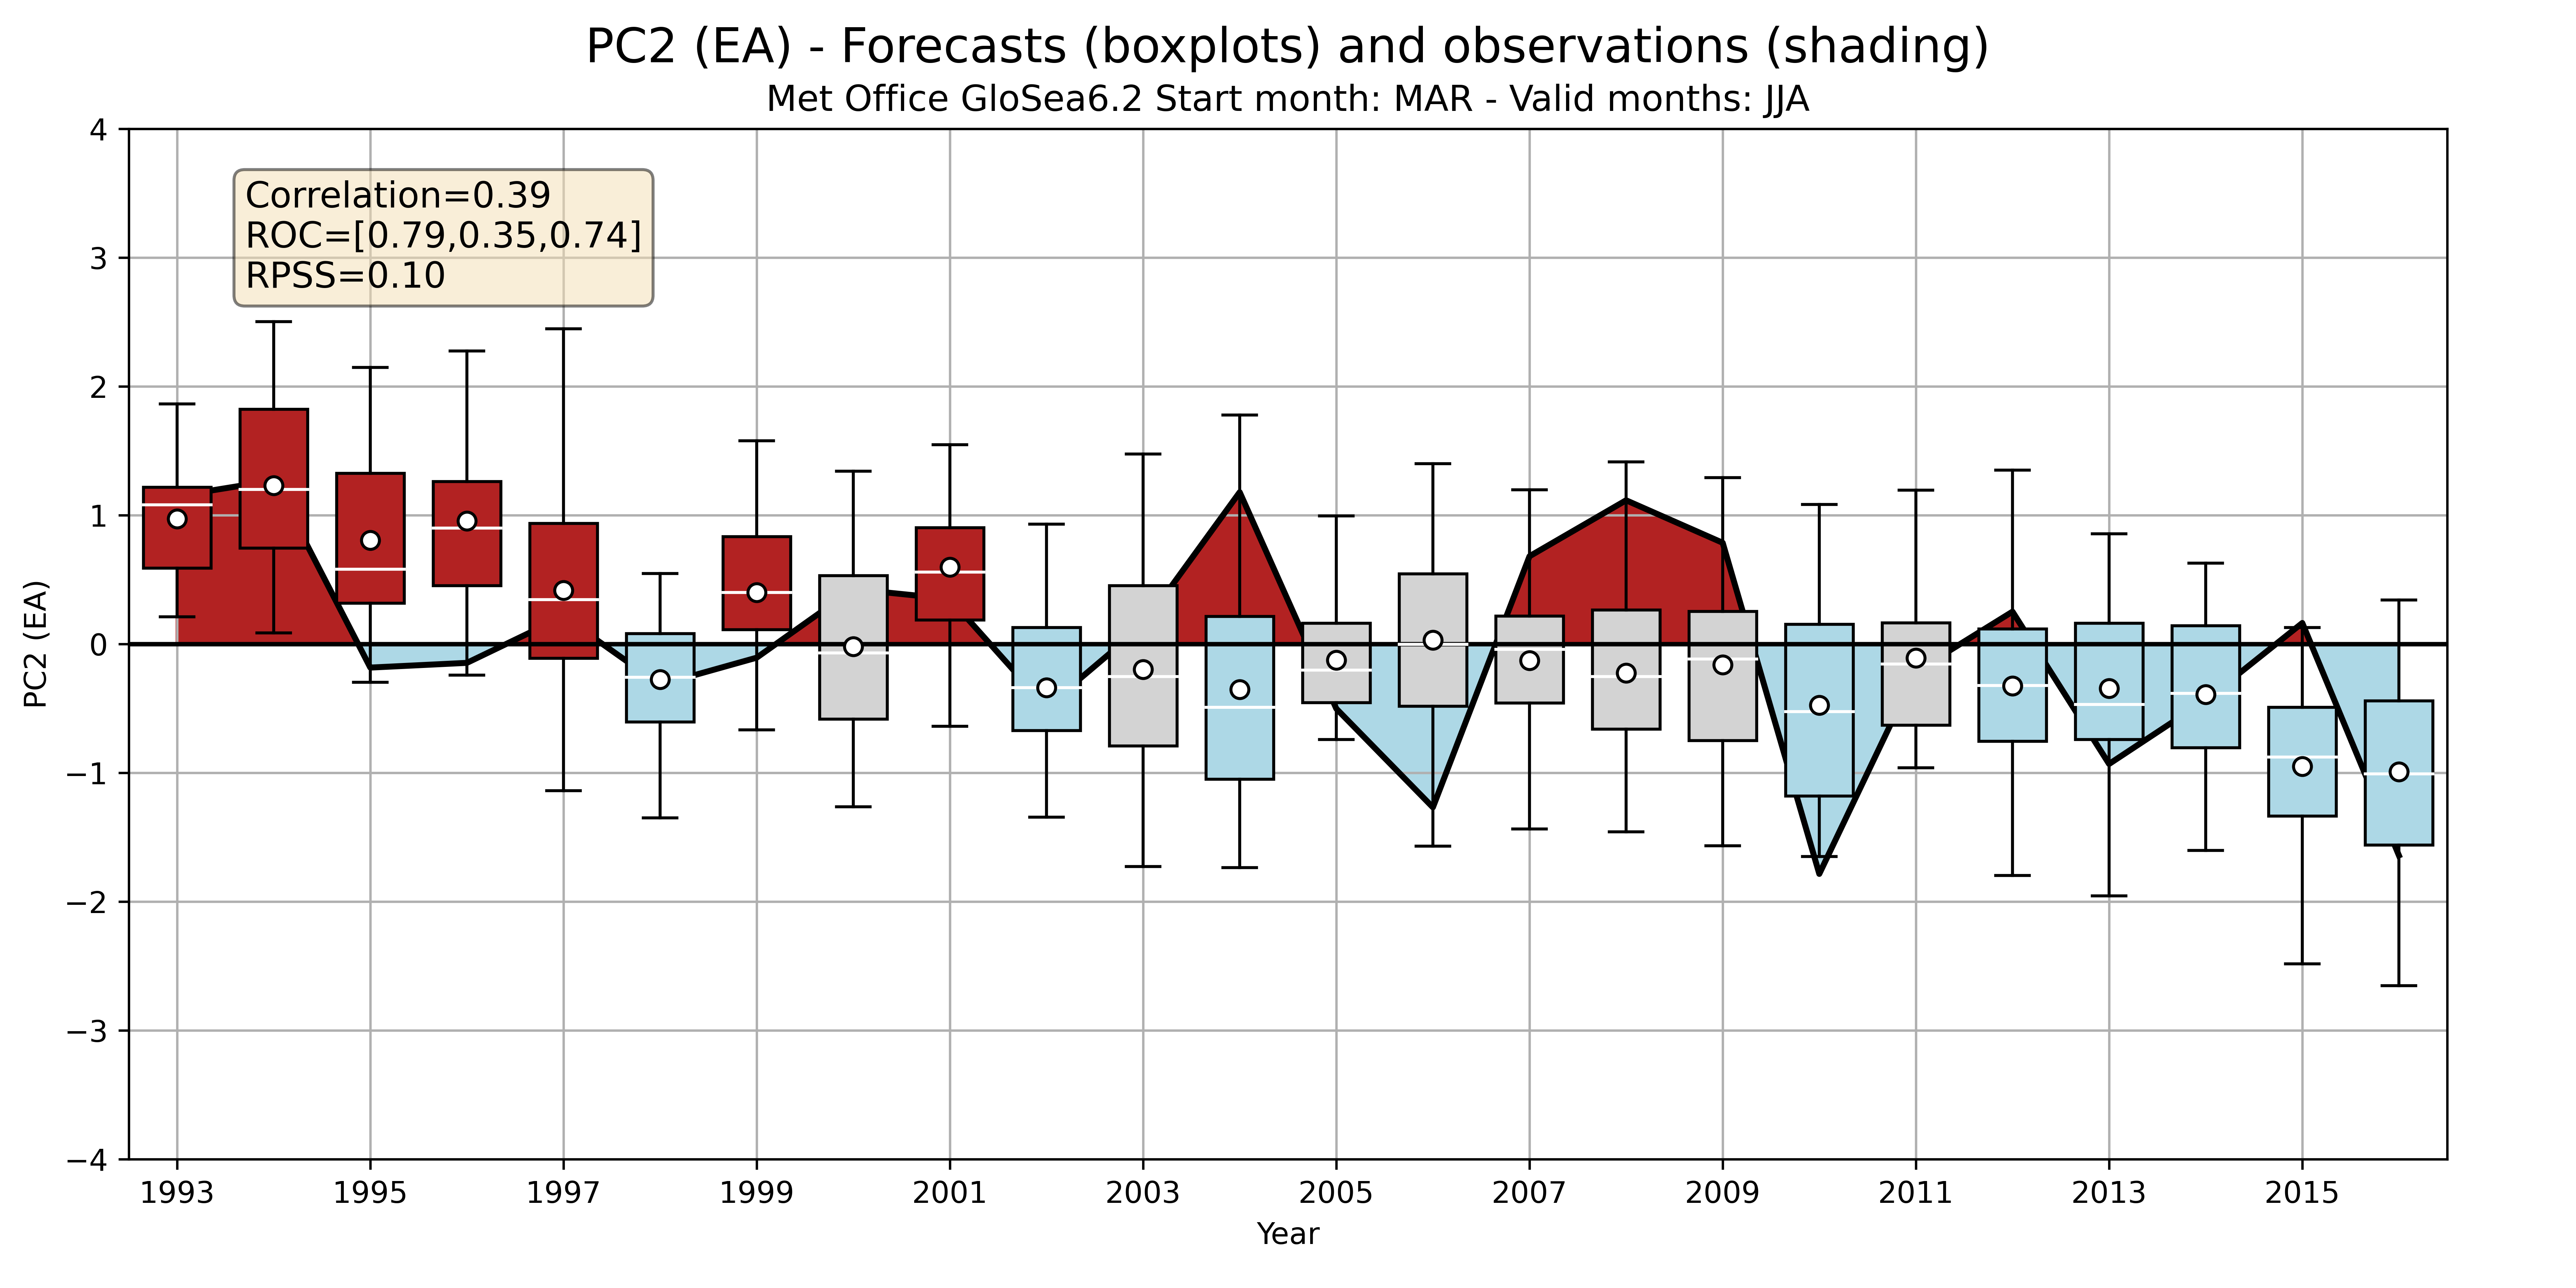 PC2 (EA) - Forecasts (boxplots) and observations (shading)
Met Office GloSea6.2 Start month: MAR - Valid months: JJA
Correlation=0.39
ROC=[0.79,0.35,0.74]
RPSS=0.10
PC2 (EA)
4
3
2
1
0
−1
−2
−3
−4
1993 1995 1997 1999 2001 2003 2005 2007 2009 2011 2013 2015
Year